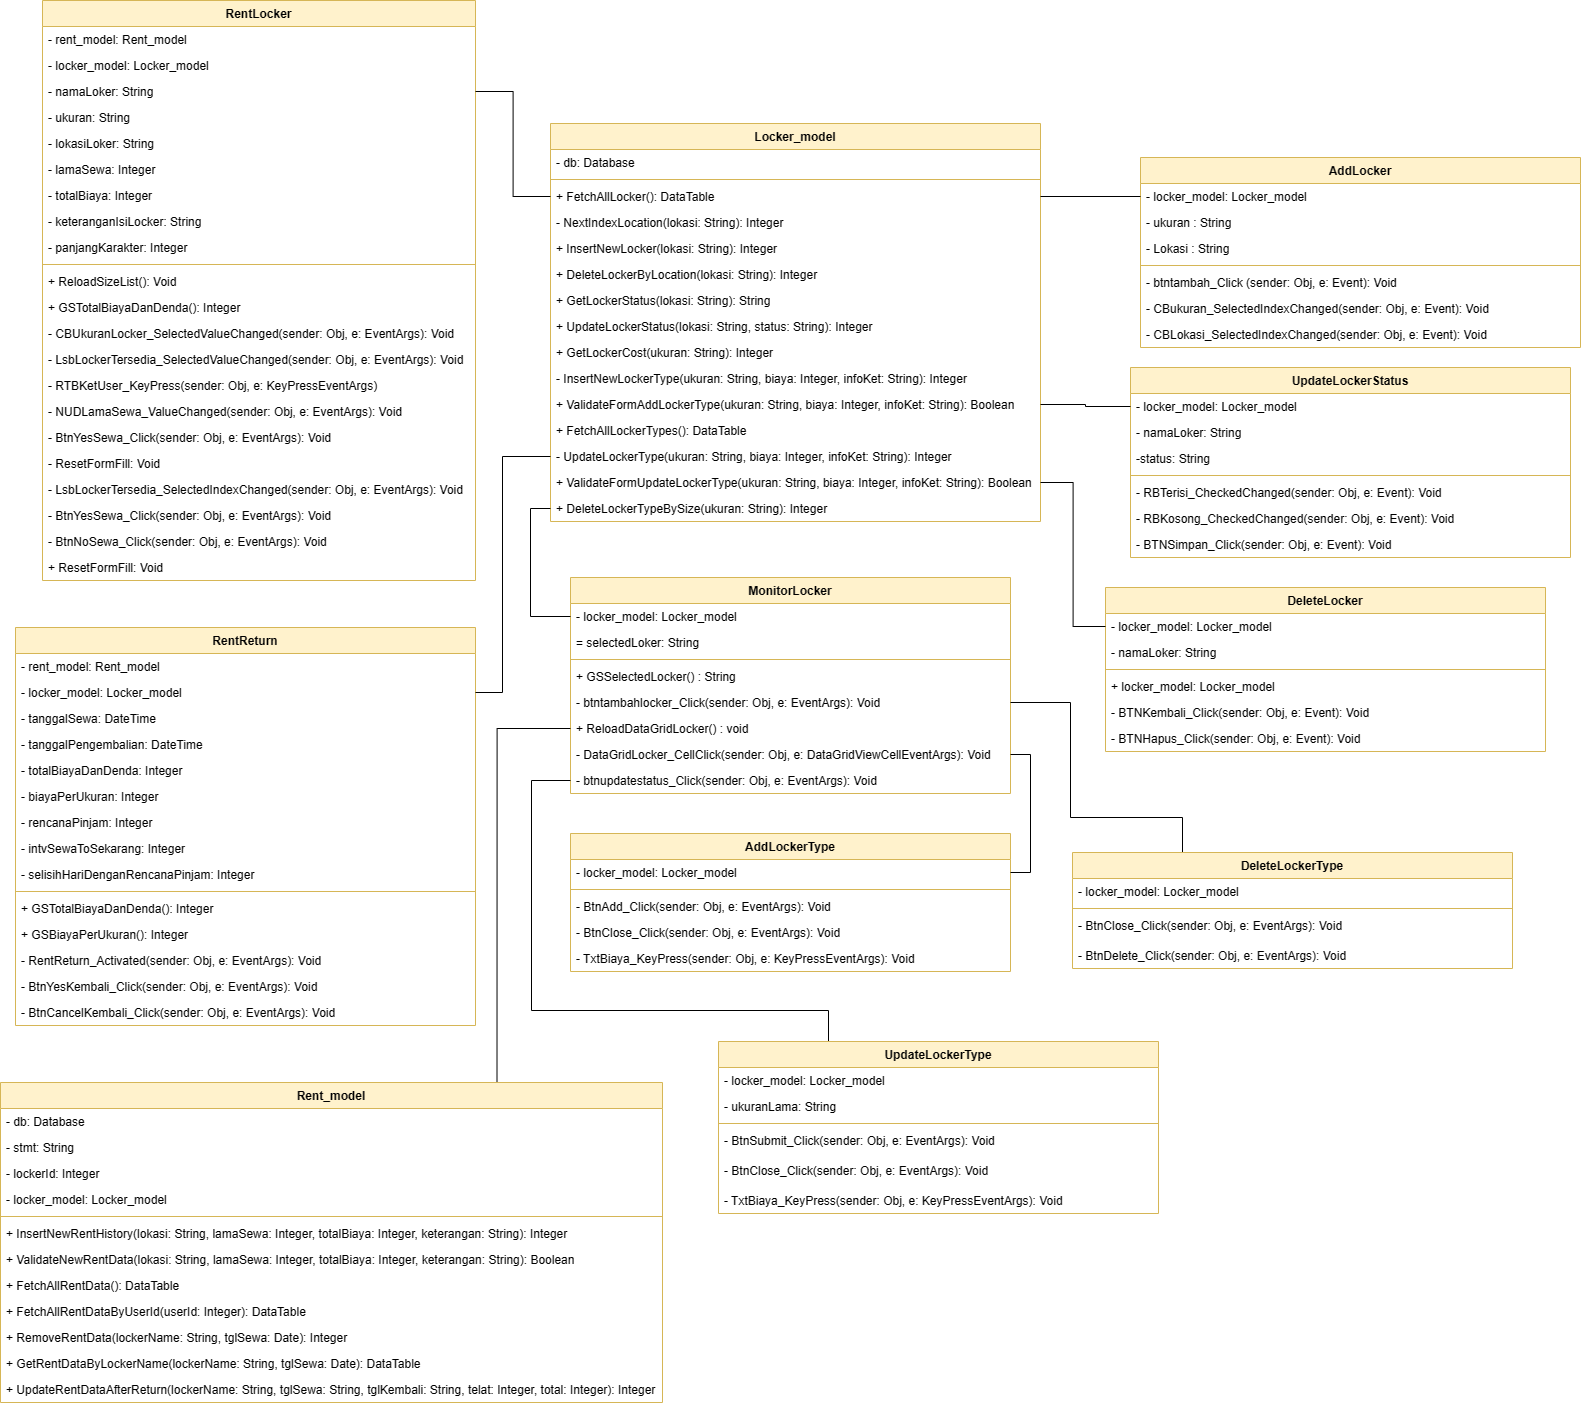 RentLocker
- rent_model: Rent_model
- locker_model: Locker_model
- namaLoker: String
- ukuran: String
- lokasiLoker: String
- lamaSewa: Integer
- totalBiaya: Integer
- keteranganIsiLocker: String
- panjangKarakter: Integer
+ ReloadSizeList(): Void
+ GSTotalBiayaDanDenda(): Integer
- CBUkuranLocker_SelectedValueChanged(sender: Obj, e: EventArgs): Void
- LsbLockerTersedia_SelectedValueChanged(sender: Obj, e: EventArgs): Void
- RTBKetUser_KeyPress(sender: Obj, e: KeyPressEventArgs)
- NUDLamaSewa_ValueChanged(sender: Obj, e: EventArgs): Void
- BtnYesSewa_Click(sender: Obj, e: EventArgs): Void
- ResetFormFill: Void
- LsbLockerTersedia_SelectedIndexChanged(sender: Obj, e: EventArgs): Void
- BtnYesSewa_Click(sender: Obj, e: EventArgs): Void
- BtnNoSewa_Click(sender: Obj, e: EventArgs): Void
+ ResetFormFill: Void
Locker_model
- db: Database
+ FetchAllLocker(): DataTable
- NextIndexLocation(lokasi: String): Integer
+ InsertNewLocker(lokasi: String): Integer
+ DeleteLockerByLocation(lokasi: String): Integer
+ GetLockerStatus(lokasi: String): String
+ UpdateLockerStatus(lokasi: String, status: String): Integer
+ GetLockerCost(ukuran: String): Integer
- InsertNewLockerType(ukuran: String, biaya: Integer, infoKet: String): Integer
+ ValidateFormAddLockerType(ukuran: String, biaya: Integer, infoKet: String): Boolean
+ FetchAllLockerTypes(): DataTable
- UpdateLockerType(ukuran: String, biaya: Integer, infoKet: String): Integer
+ ValidateFormUpdateLockerType(ukuran: String, biaya: Integer, infoKet: String): Boolean
+ DeleteLockerTypeBySize(ukuran: String): Integer
AddLocker
- locker_model: Locker_model
- ukuran : String
- Lokasi : String
- btntambah_Click (sender: Obj, e: Event): Void
- CBukuran_SelectedIndexChanged(sender: Obj, e: Event): Void
- CBLokasi_SelectedIndexChanged(sender: Obj, e: Event): Void
UpdateLockerStatus
- locker_model: Locker_model
- namaLoker: String
-status: String
- RBTerisi_CheckedChanged(sender: Obj, e: Event): Void
- RBKosong_CheckedChanged(sender: Obj, e: Event): Void
- BTNSimpan_Click(sender: Obj, e: Event): Void
DeleteLocker
- locker_model: Locker_model
- namaLoker: String
+ locker_model: Locker_model
- BTNKembali_Click(sender: Obj, e: Event): Void
- BTNHapus_Click(sender: Obj, e: Event): Void
MonitorLocker
- locker_model: Locker_model
= selectedLoker: String
+ GSSelectedLocker() : String
- btntambahlocker_Click(sender: Obj, e: EventArgs): Void
+ ReloadDataGridLocker() : void
- DataGridLocker_CellClick(sender: Obj, e: DataGridViewCellEventArgs): Void
- btnupdatestatus_Click(sender: Obj, e: EventArgs): Void
RentReturn
- rent_model: Rent_model
- locker_model: Locker_model
- tanggalSewa: DateTime
- tanggalPengembalian: DateTime
- totalBiayaDanDenda: Integer
- biayaPerUkuran: Integer
- rencanaPinjam: Integer
- intvSewaToSekarang: Integer
- selisihHariDenganRencanaPinjam: Integer
+ GSTotalBiayaDanDenda(): Integer
+ GSBiayaPerUkuran(): Integer
- RentReturn_Activated(sender: Obj, e: EventArgs): Void
- BtnYesKembali_Click(sender: Obj, e: EventArgs): Void
- BtnCancelKembali_Click(sender: Obj, e: EventArgs): Void
AddLockerType
- locker_model: Locker_model
- BtnAdd_Click(sender: Obj, e: EventArgs): Void
- BtnClose_Click(sender: Obj, e: EventArgs): Void
- TxtBiaya_KeyPress(sender: Obj, e: KeyPressEventArgs): Void
DeleteLockerType
- locker_model: Locker_model
- BtnClose_Click(sender: Obj, e: EventArgs): Void
- BtnDelete_Click(sender: Obj, e: EventArgs): Void
UpdateLockerType
- locker_model: Locker_model
- ukuranLama: String
- BtnSubmit_Click(sender: Obj, e: EventArgs): Void
- BtnClose_Click(sender: Obj, e: EventArgs): Void
- TxtBiaya_KeyPress(sender: Obj, e: KeyPressEventArgs): Void
Rent_model
- db: Database
- stmt: String
- lockerId: Integer
- locker_model: Locker_model
+ InsertNewRentHistory(lokasi: String, lamaSewa: Integer, totalBiaya: Integer, keterangan: String): Integer
+ ValidateNewRentData(lokasi: String, lamaSewa: Integer, totalBiaya: Integer, keterangan: String): Boolean
+ FetchAllRentData(): DataTable
+ FetchAllRentDataByUserId(userId: Integer): DataTable
+ RemoveRentData(lockerName: String, tglSewa: Date): Integer
+ GetRentDataByLockerName(lockerName: String, tglSewa: Date): DataTable
+ UpdateRentDataAfterReturn(lockerName: String, tglSewa: String, tglKembali: String, telat: Integer, total: Integer): Integer